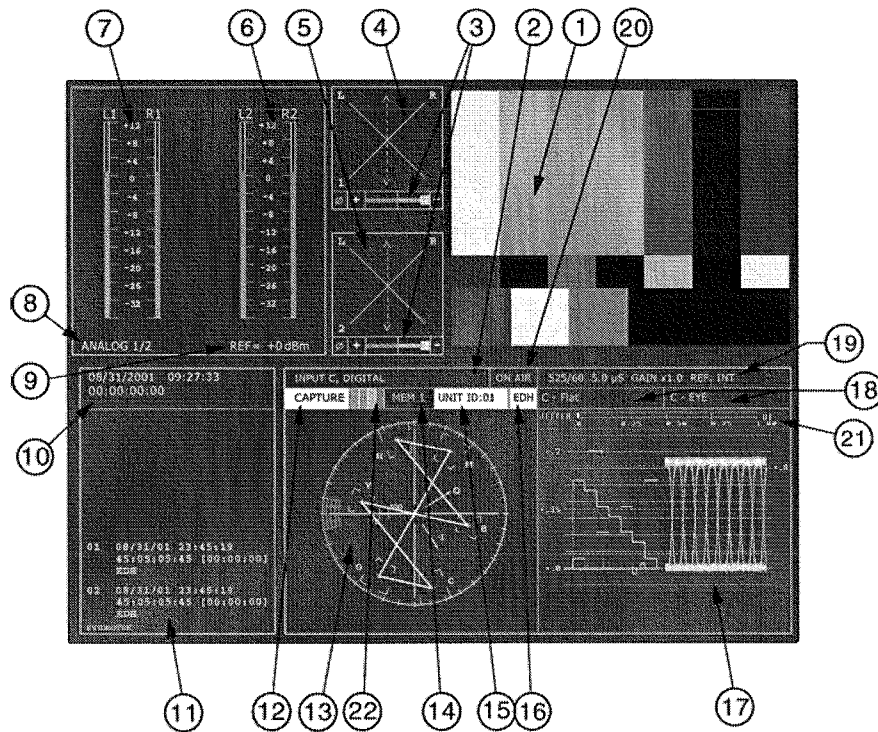 7 6 5 4 3 2 1 20
L1 R1 L2 R2
+12 +12
+8 +8
+4 +4
0 0
-4 -4
-8 -8
-12 -12
-16 -16
-20 -20
-26 -26
-32 -32
L R
1
ø + -
L R
2
ø + -
8
ANALOG 1/2 REF= +0 dBm
9
19
18
10
21
08/31/2001 09:27:33
00:00:00:00
INPUT C, DIGITAL ON AIR 525/60 5.0 µS GAIN x1.0 REF, INT
CAPTURE MEM 1 UNIT ID:01 EDH C - Flat C - EYE
R M
Y Q
B
G C
01 08/31/01 23:45:19
45:05:05:45 [00:00:00]
EDH
02 08/31/01 23:45:19
45:05:05:45 [00:00:00]
EDH
11 12 13 22 14 15 16 17